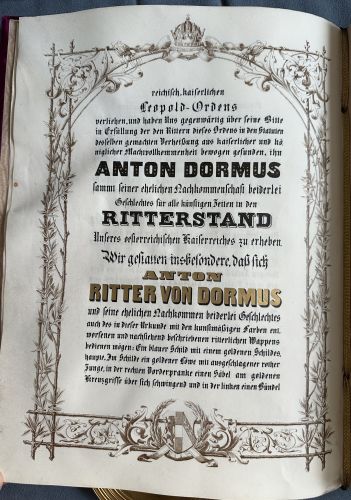 reichisch, kaiserlichen
Leopold-Ordens
verliehen, und haben Uns gegenwärtig über seine Bitte
in Erfüllung der den Rittern dieses Ordens in den Statuten
desselben gemachten Verheißung aus kaiserlicher und kö
niglicher Machtvollkommenheit bewogen gefunden, ihn
ANTON DORMUS
sammt seiner ehelichen Nachkommenschaft beiderlei
Geschlechtes für alle künftigen Zeiten in den
RITTERSTAND
Unseres oesterreichischen Kaiserreiches zu erheben.
Wir gestatten insbesondere, daß sich
ANTON
RITTER VON DORMUS
und seine ehelichen Nachkommen beiderlei Geschlechtes
auch des in dieser Urkunde mit den kunstmäßigen Farben ent
worfenen und nachstehend beschriebenen ritterlichen Wappens
bedienen mögen: Ein blauer Schild mit einem goldenen Schildes
haupte. Im Schilde ein goldener Löwe mit ausgeschlagener rother
Zunge, in der rechten Vorderpranke einen Säbel am goldenen
Kreuzgriffe über sich schwingend und in der linken einen Bündel